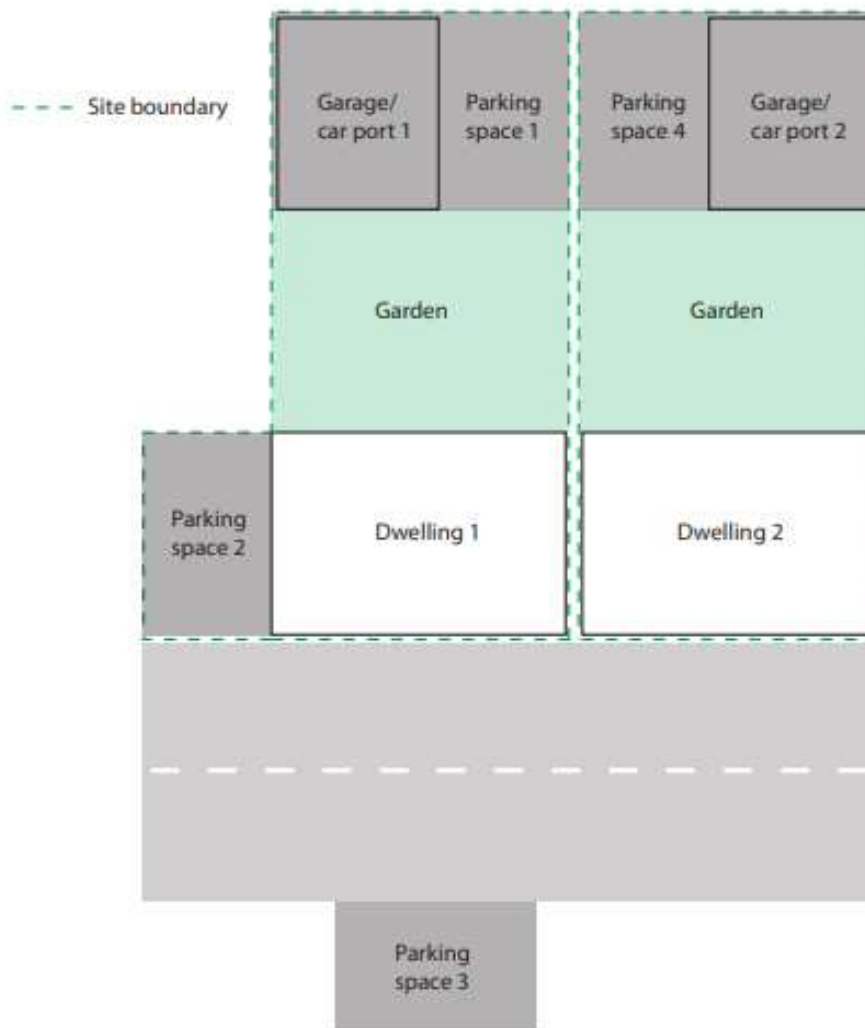 Site boundary
Garage/
car port 1
Parking
space 1
Parking
space 4
Garage/
car port 2
Garden
Garden
Parking
space 2
Dwelling 1
Dwelling 2
Parking
space 3